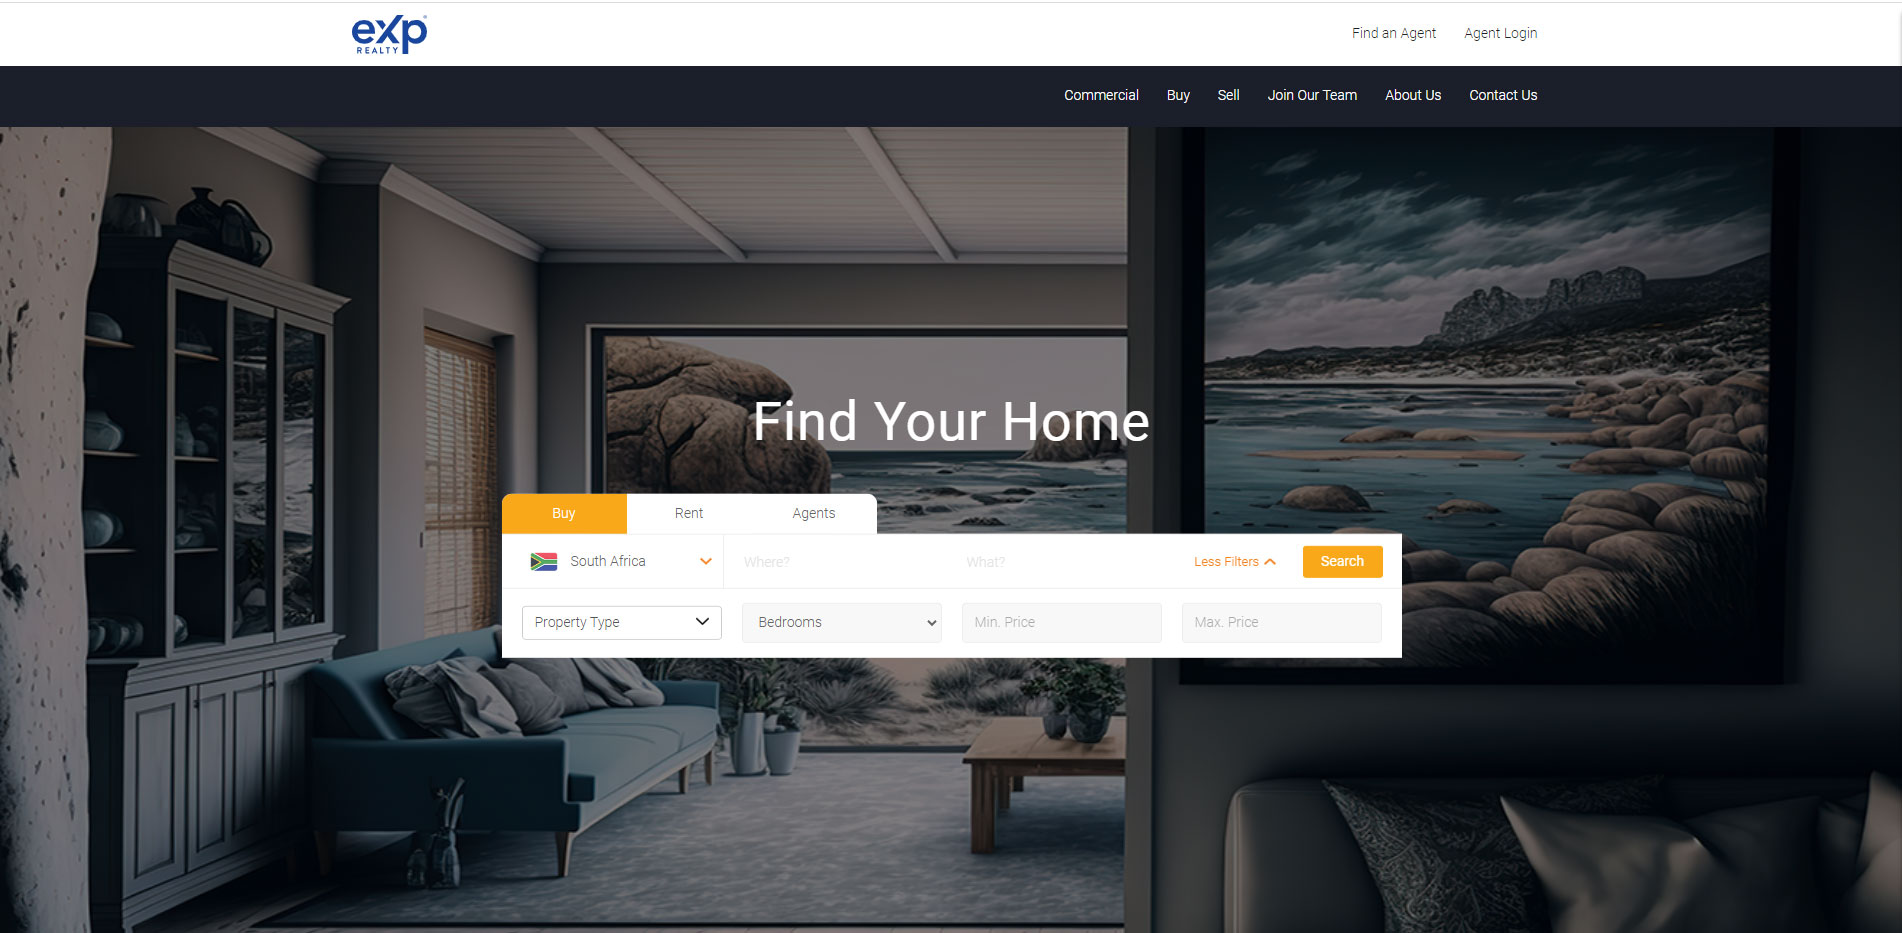 exp
REALTY
Find an Agent Agent Login
Commercial Buy Sell Join Our Team About Us Contact Us
Find Your Home
Buy Rent Agents
South Africa Where? What? Less Filters Search
Property Type Bedrooms Min. Price Max. Price